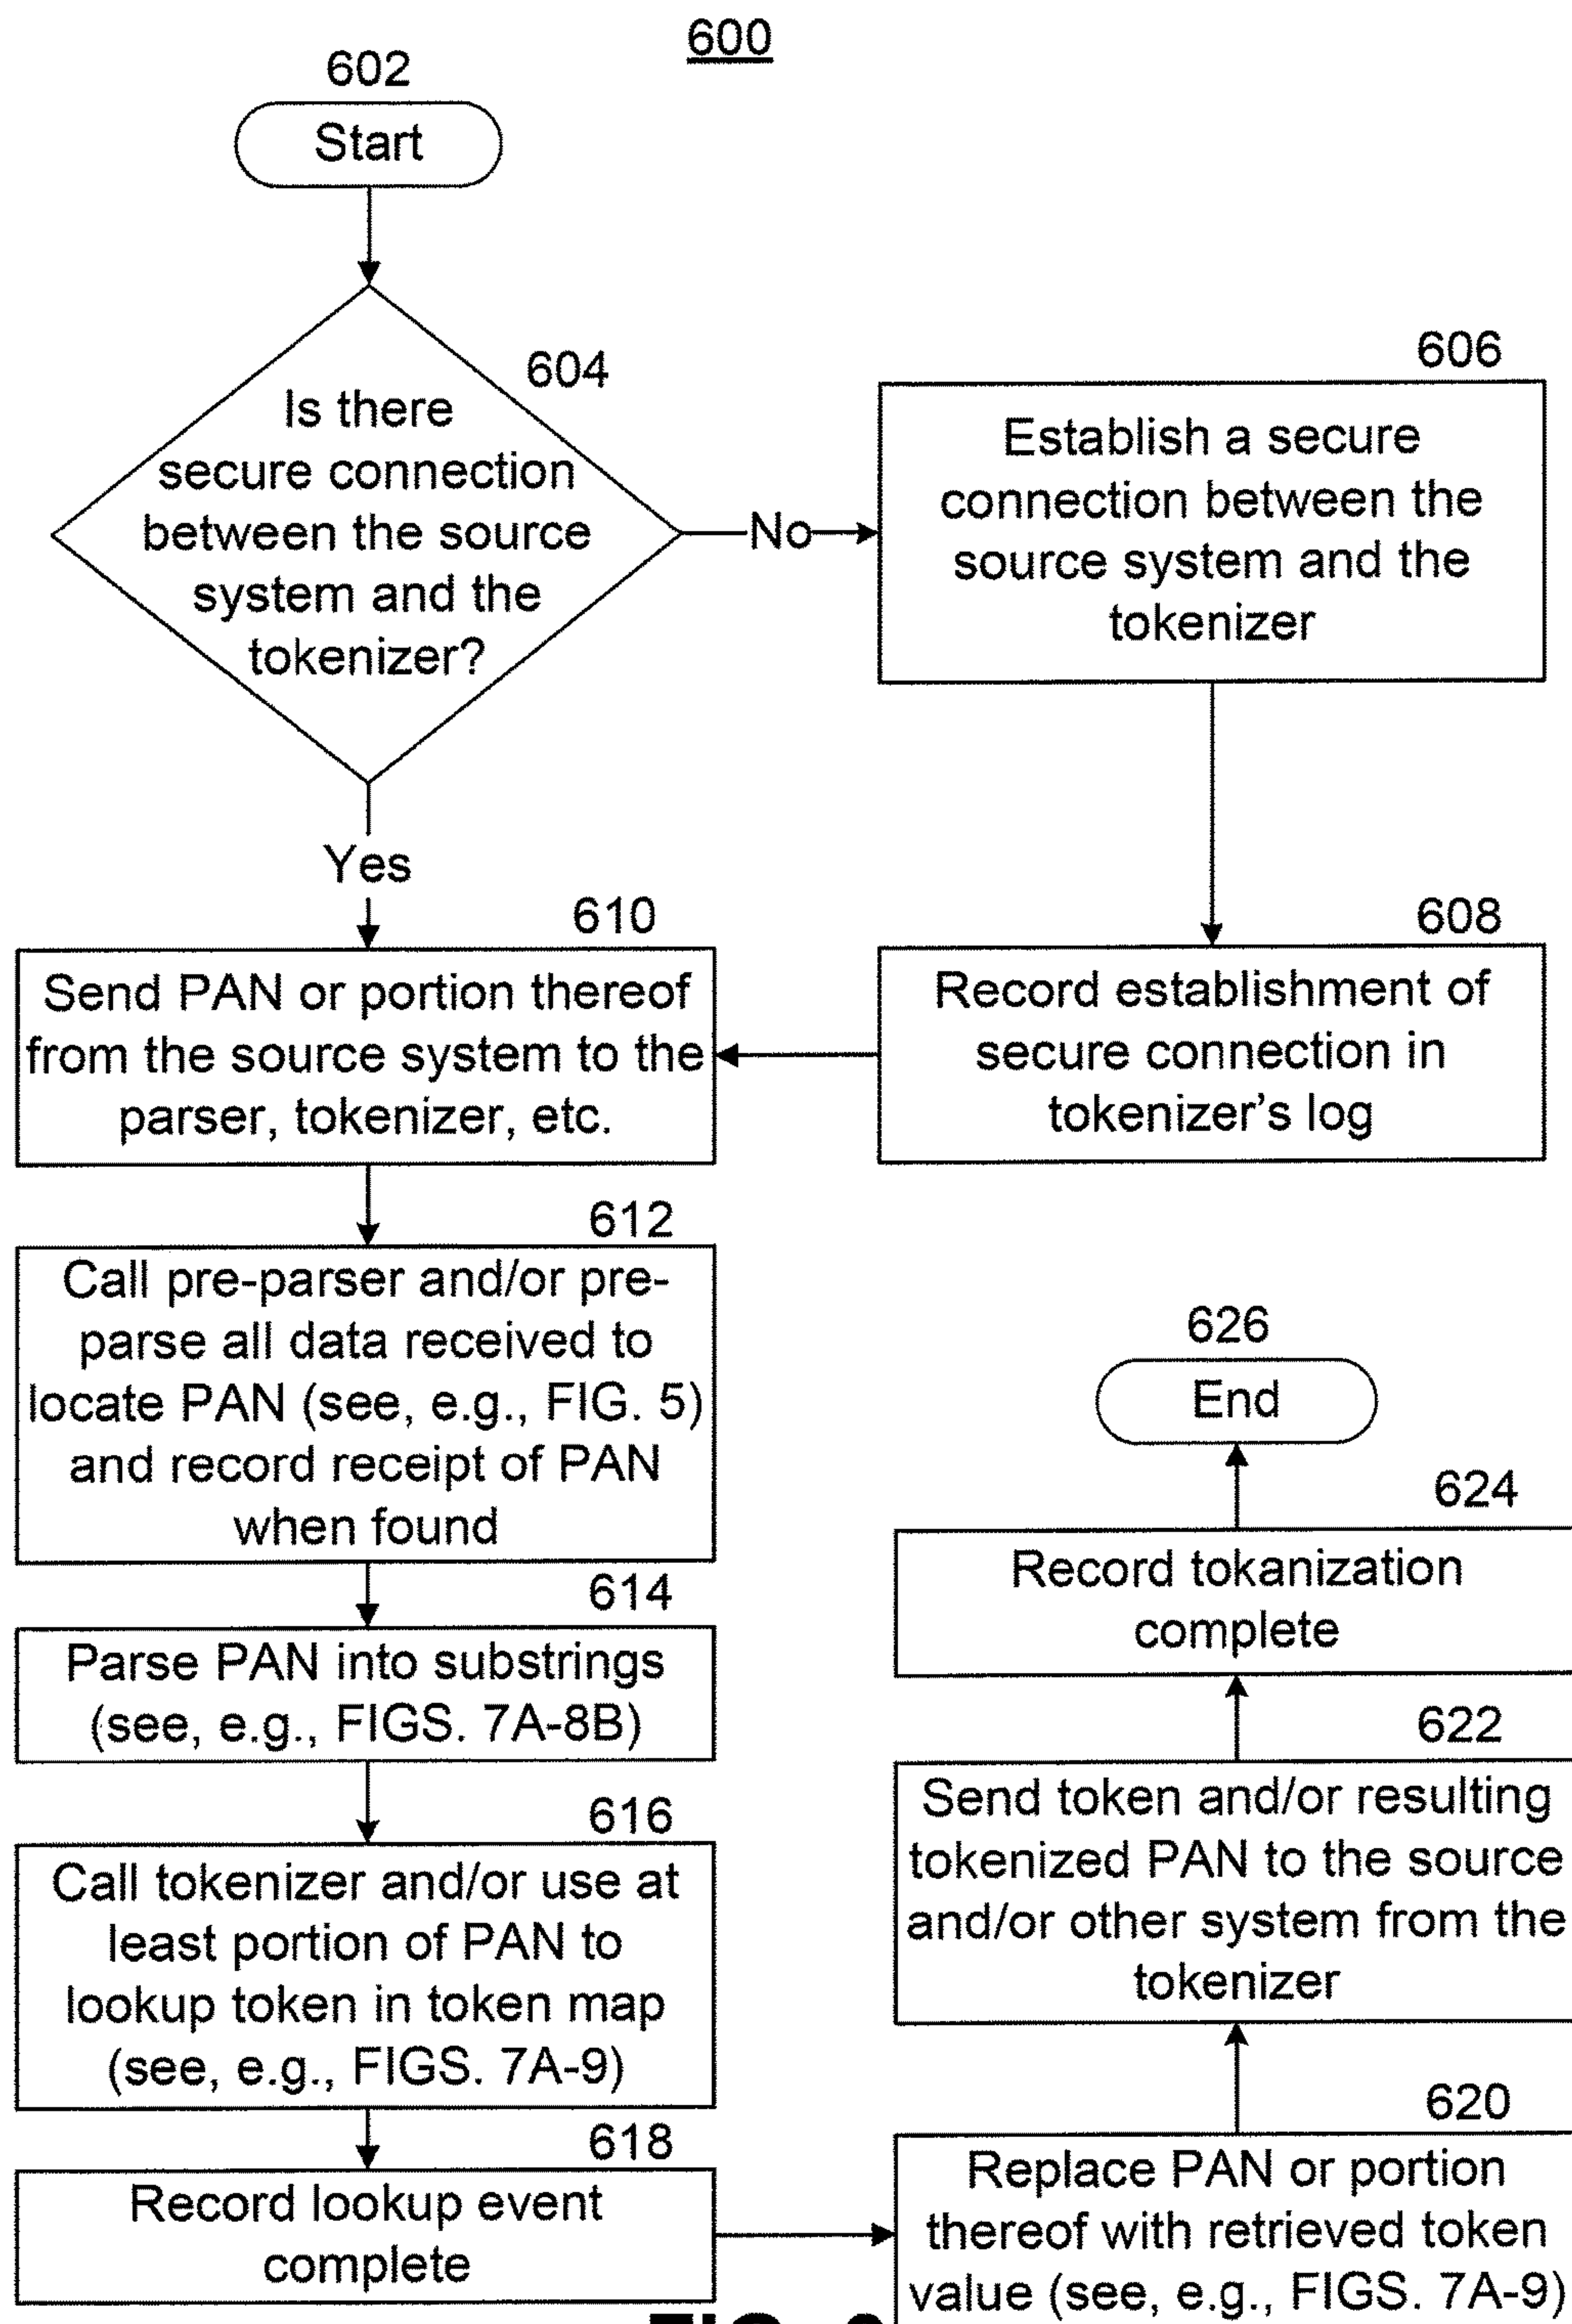 600
602
Start
604
Is there
secure connection
between the source
system and the
tokenizer?
No
606
Establish a secure
connection between the
source system and the
tokenizer
Yes
608
Record establishment of
secure connection in
tokenizer's log
610
Send PAN or portion thereof
from the source system to the
parser, tokenizer, etc.
612
Call pre-parser and/or pre-
parse all data received to
locate PAN (see, e.g., FIG. 5)
and record receipt of PAN
when found
614
Parse PAN into substrings
(see, e.g., FIGS. 7A-8B)
616
Call tokenizer and/or use at
least portion of PAN to
lookup token in token map
(see, e.g., FIGS. 7A-9)
618
Record lookup event
complete
620
Replace PAN or portion
thereof with retrieved token
value (see, e.g., FIGS. 7A-9)
622
Send token and/or resulting
tokenized PAN to the source
and/or other system from the
tokenizer
624
Record tokanization
complete
626
End